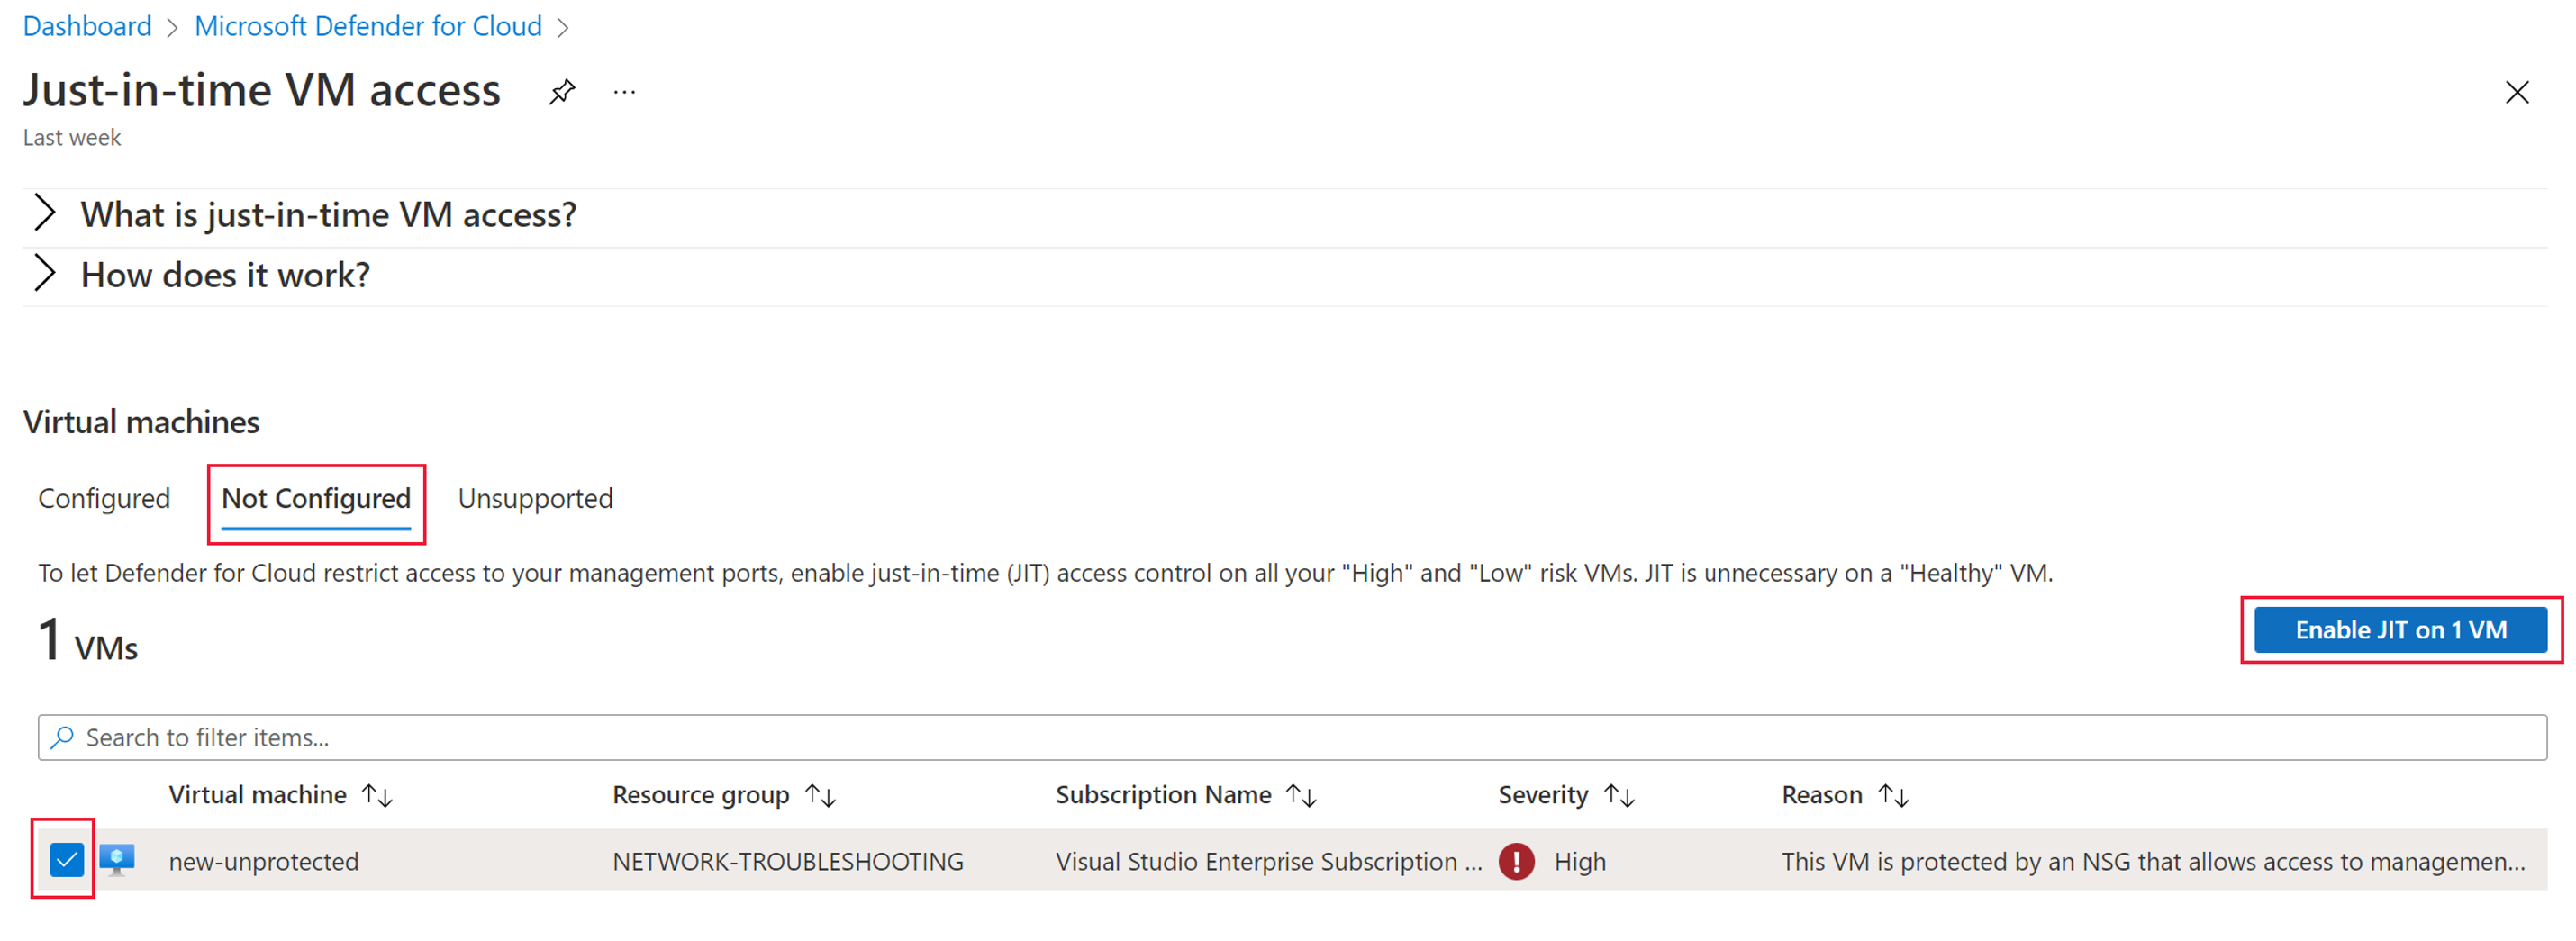 Dashboard > Microsoft Defender for Cloud >
Just-in-time VM access ...
Last week
What is just-in-time VM access?
How does it work?
Virtual machines
Configured Not Configured Unsupported
To let Defender for Cloud restrict access to your management ports, enable just-in-time (JIT) access control on all your "High" and "Low" risk VMs. JIT is unnecessary on a "Healthy" VM.
1 VMs
Enable JIT on 1 VM
Search to filter items...
Virtual machine ↑↓ Resource group ↑↓ Subscription Name ↑↓ Severity ↑↓ Reason ↑↓
new-unprotected NETWORK-TROUBLESHOOTING Visual Studio Enterprise Subscription ... High This VM is protected by an NSG that allows access to managemen...